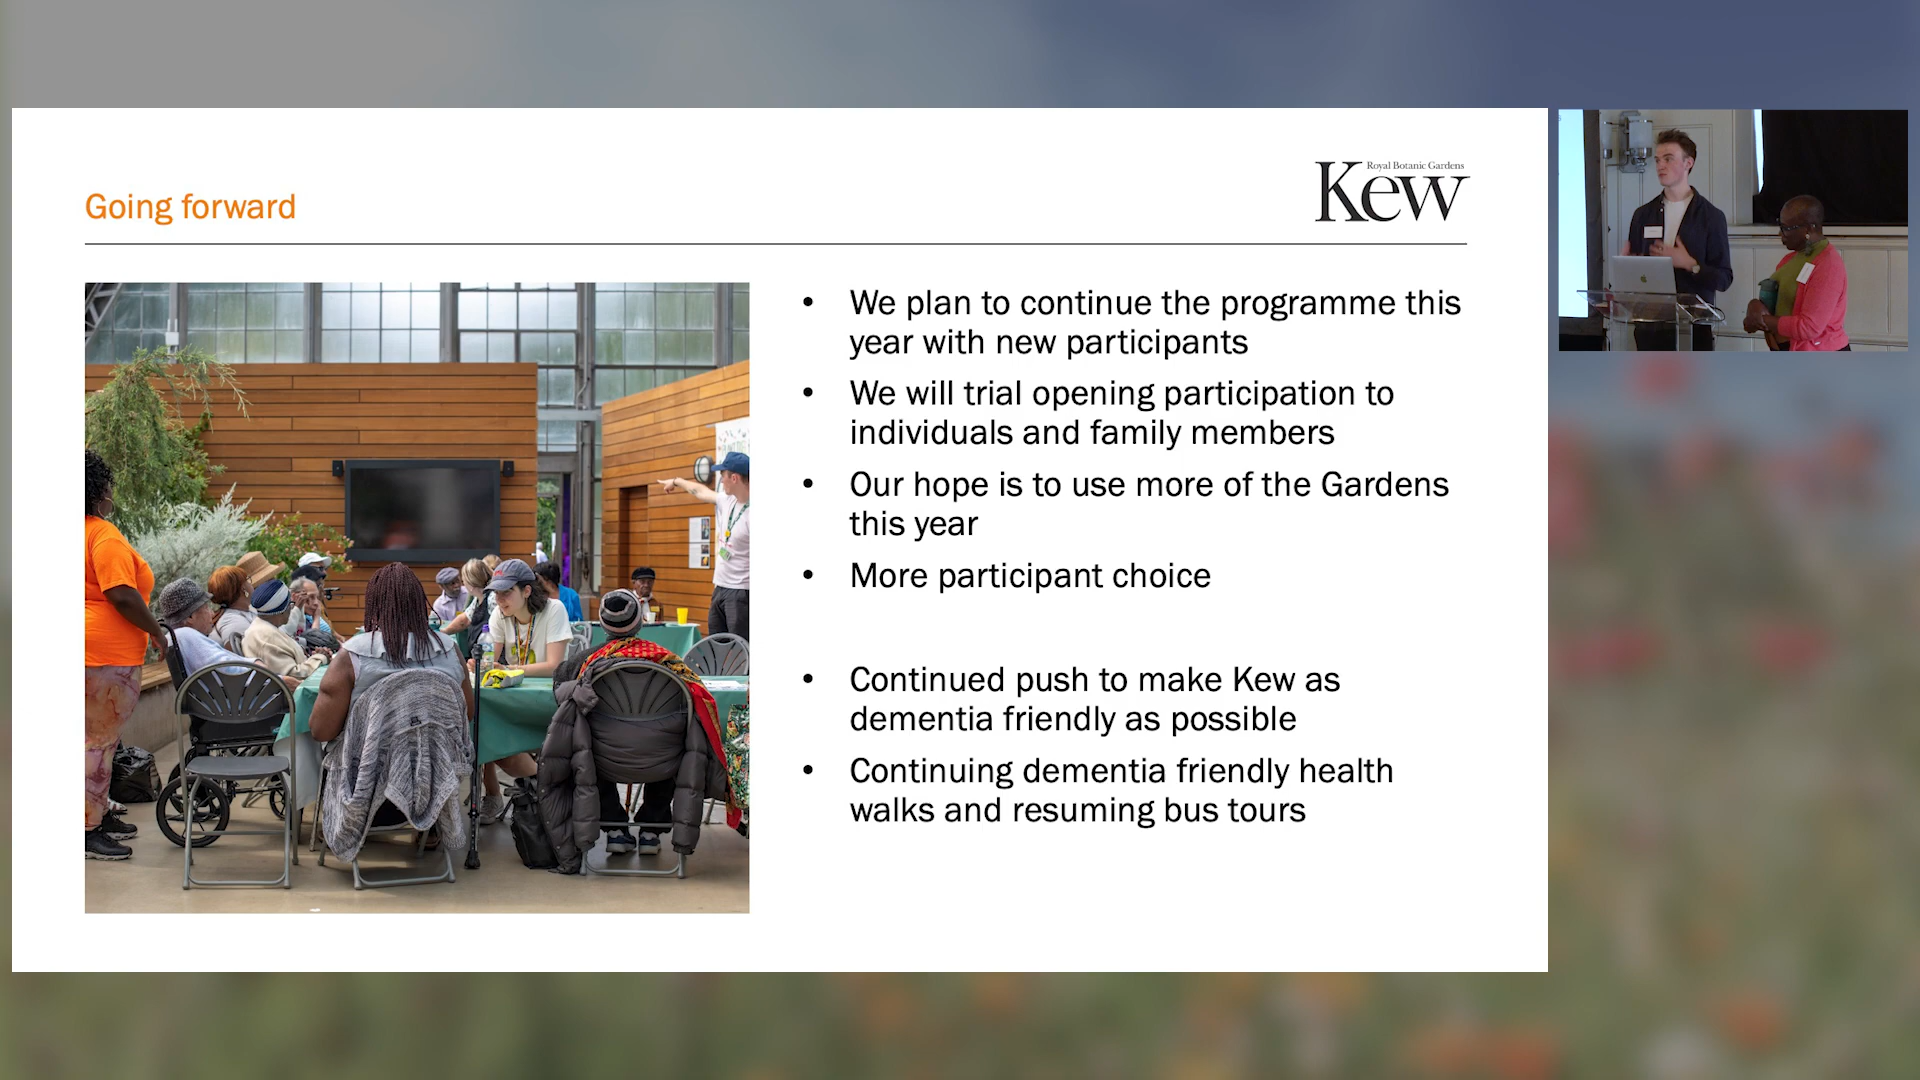 Going forward
Royal Botanic Gardens
Kew
• We plan to continue the programme this
year with new participants
• We will trial opening participation to
individuals and family members
• Our hope is to use more of the Gardens
this year
• More participant choice
• Continued push to make Kew as
dementia friendly as possible
• Continuing dementia friendly health
walks and resuming bus tours